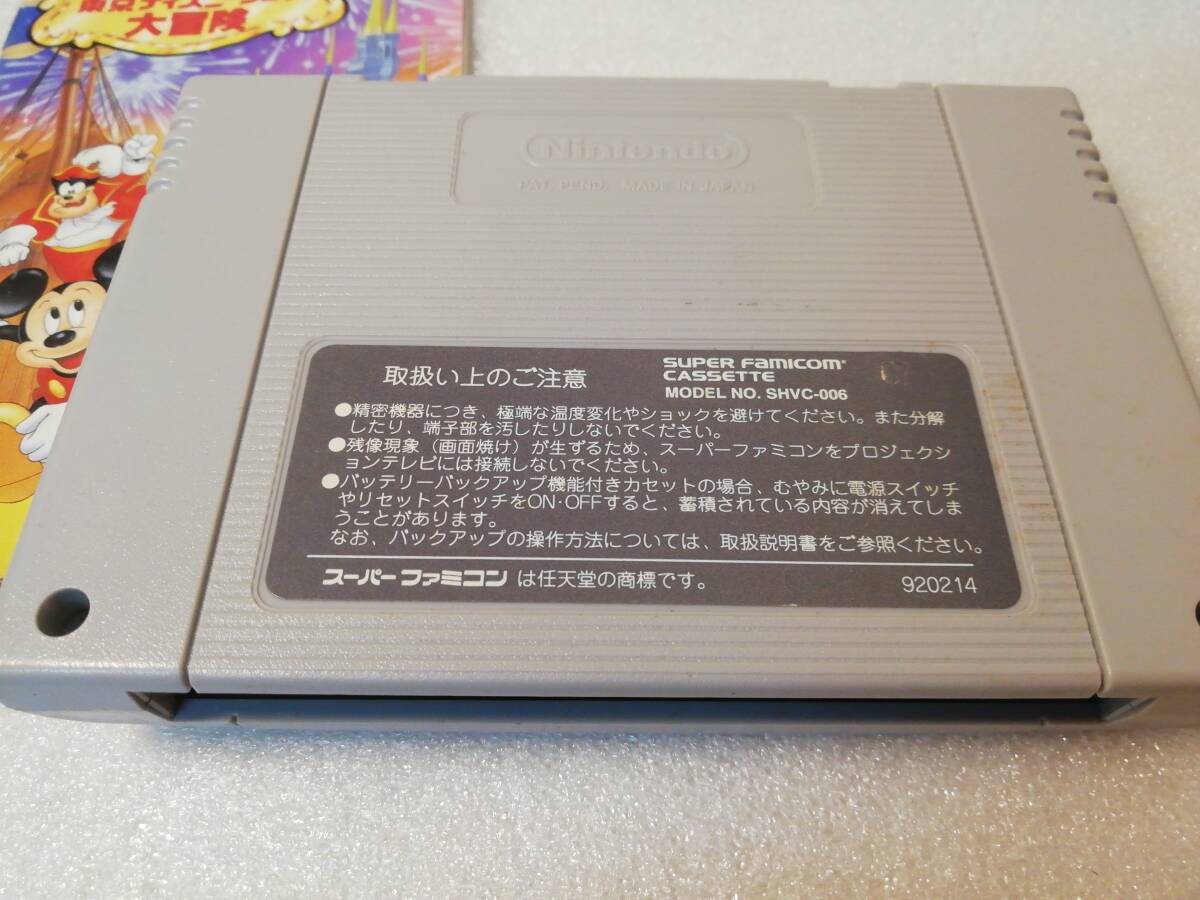 大冒険
Nintendo
PAT. PEND. MADE IN JAPAN
取扱い上のご注意
SUPER FAMICOM
CASSETTE
MODEL NO. SHVC-006
●精密機器につき、極端な温度変化やショックを避けてください。また分解
したり、端子部を汚したりしないでください。
●残像現象（画面焼け）が生ずるため、スーパーファミコンをプロジェクシ
ョンテレビには接続しないでください。
●バッテリーバックアップ機能付きカセットの場合、むやみに電源スイッチ
やリセットスイッチをON・OFFすると、蓄積されている内容が消えてしま
うことがあります。
なお、バックアップの操作方法については、取扱説明書をご参照ください。
スーパーファミコン は任天堂の商標です。
920214